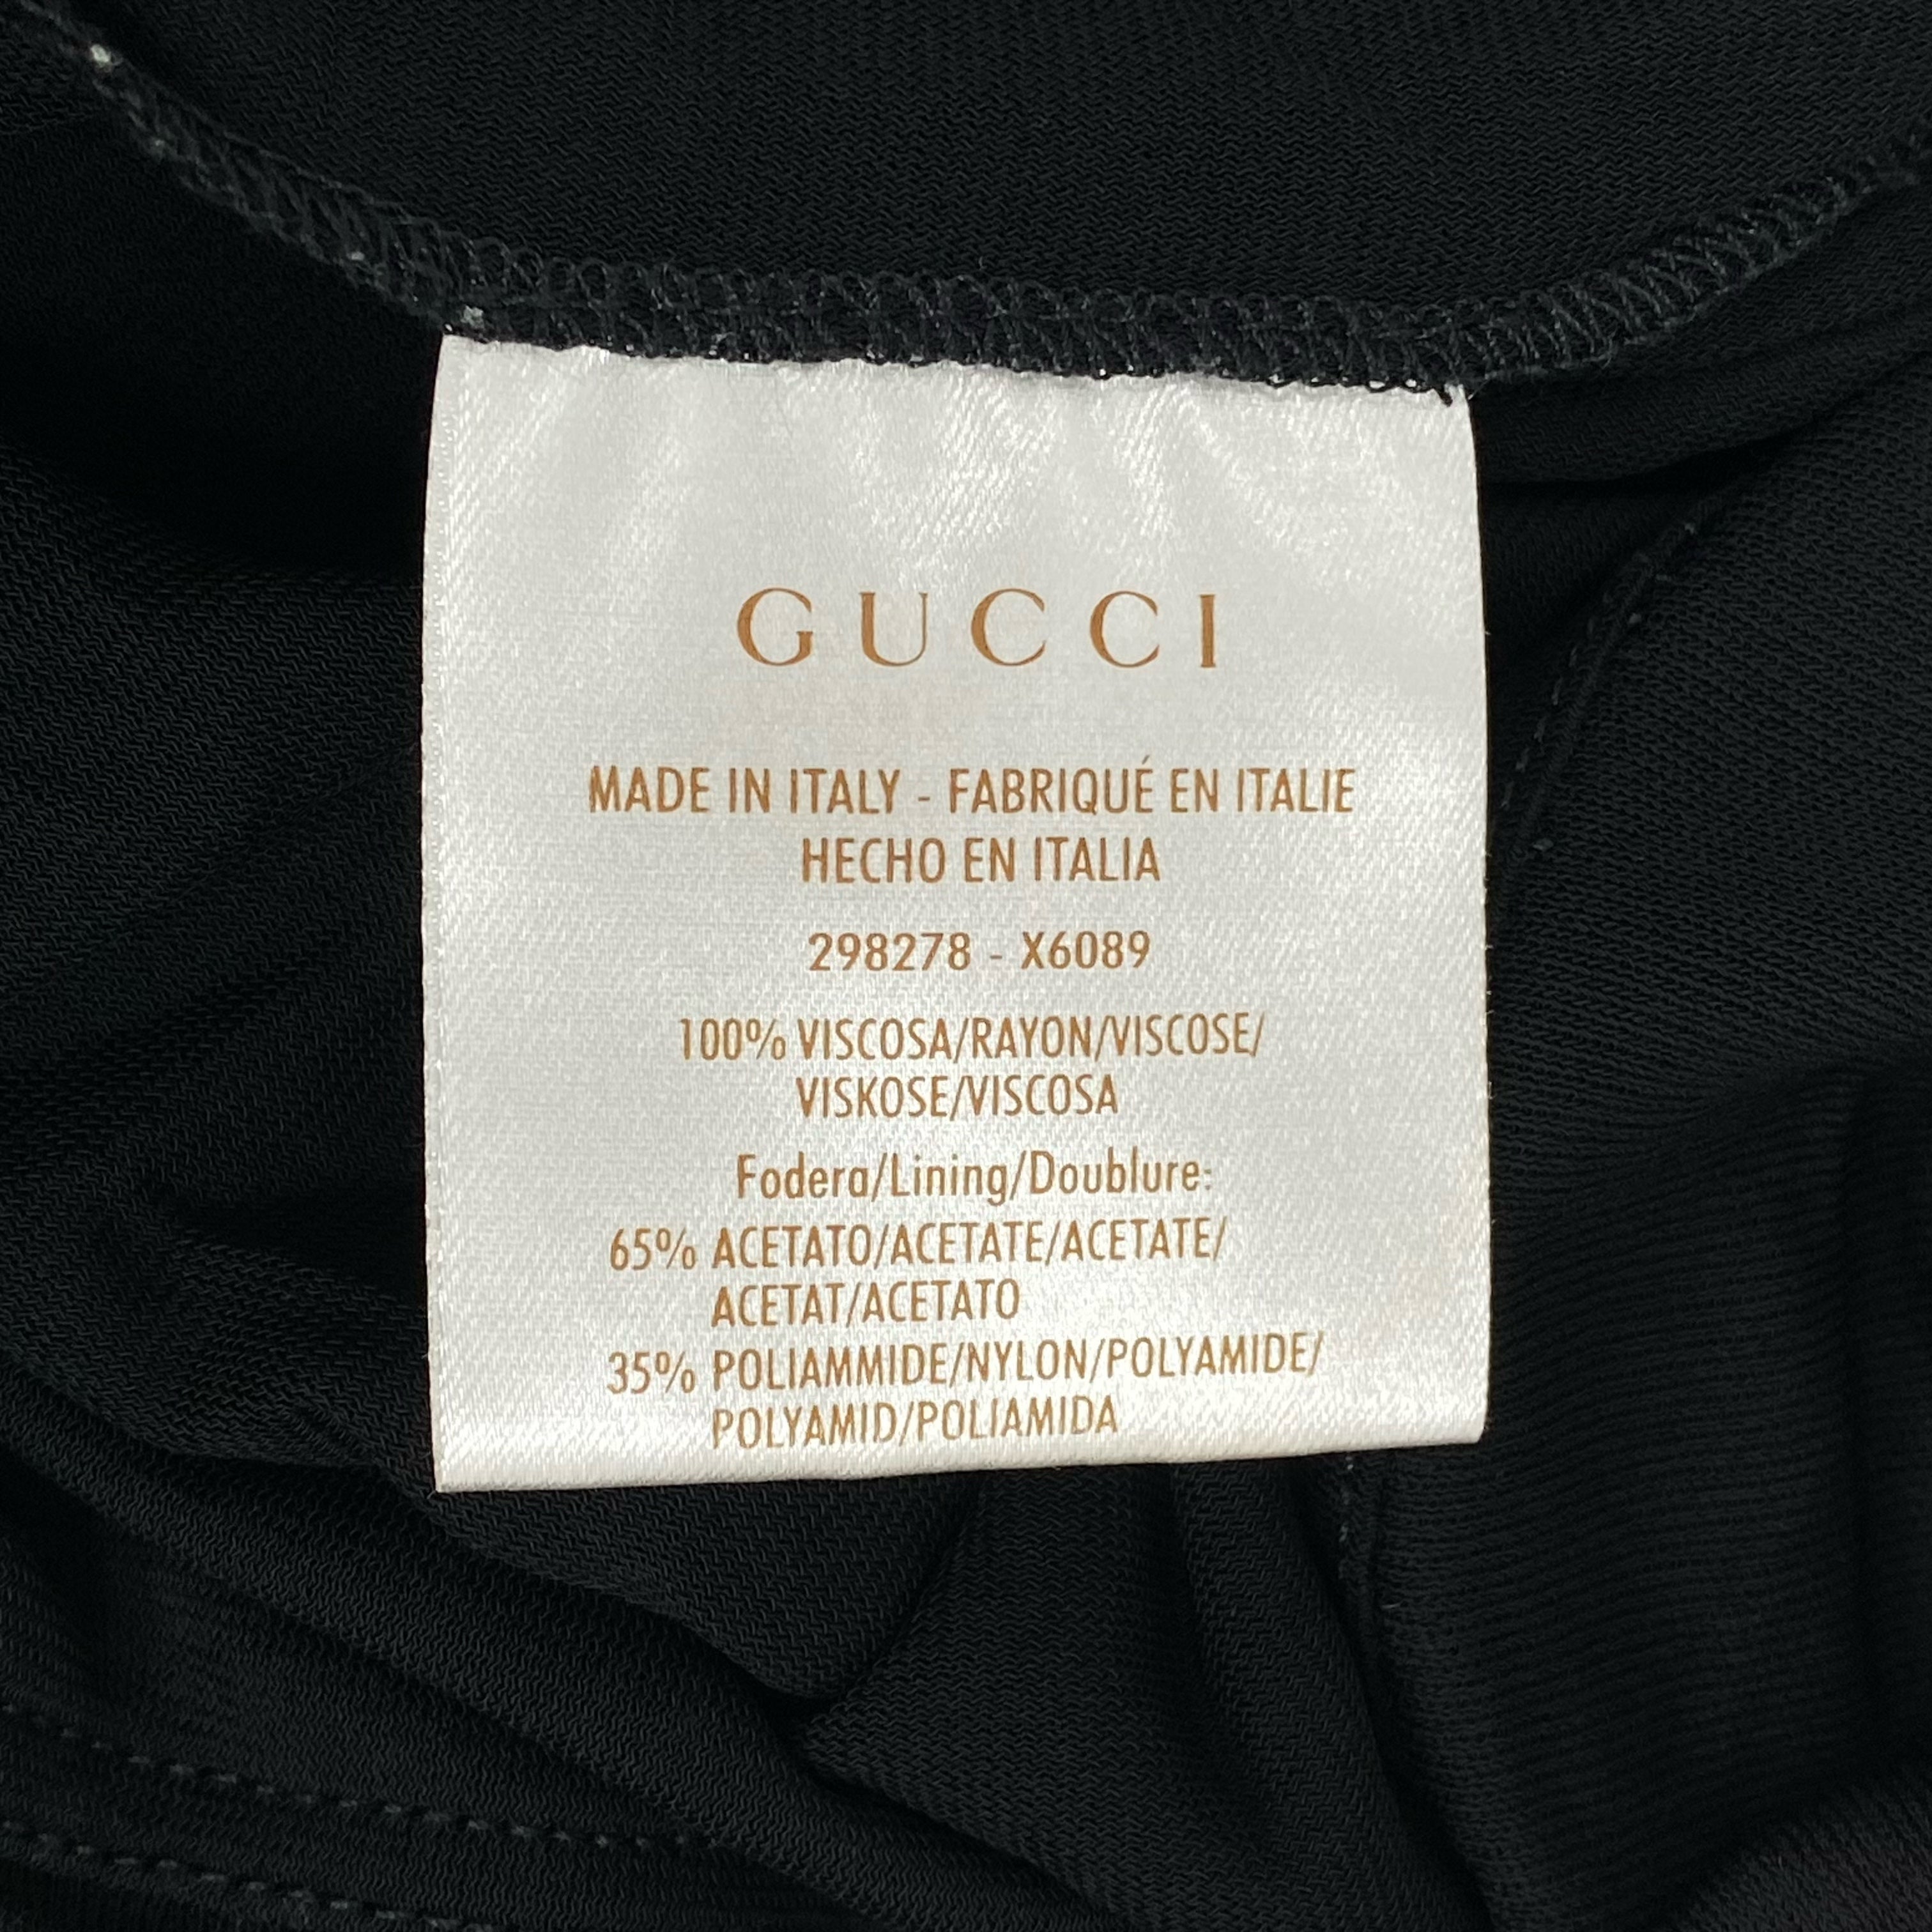 GUCCI
MADE IN ITALY - FABRIQUÉ EN ITALIE
HECHO EN ITALIA
298278 - X6089
100% VISCOSA/RAYON/VISCOSE/
VISKOSE/VISCOSA
Fodera/Lining/Doublure:
65% ACETATO/ACETATE/ACETATE/
ACETAT/ACETATO
35% POLIAMMIDE/NYLON/POLYAMIDE/
POLYAMID/POLIAMIDA